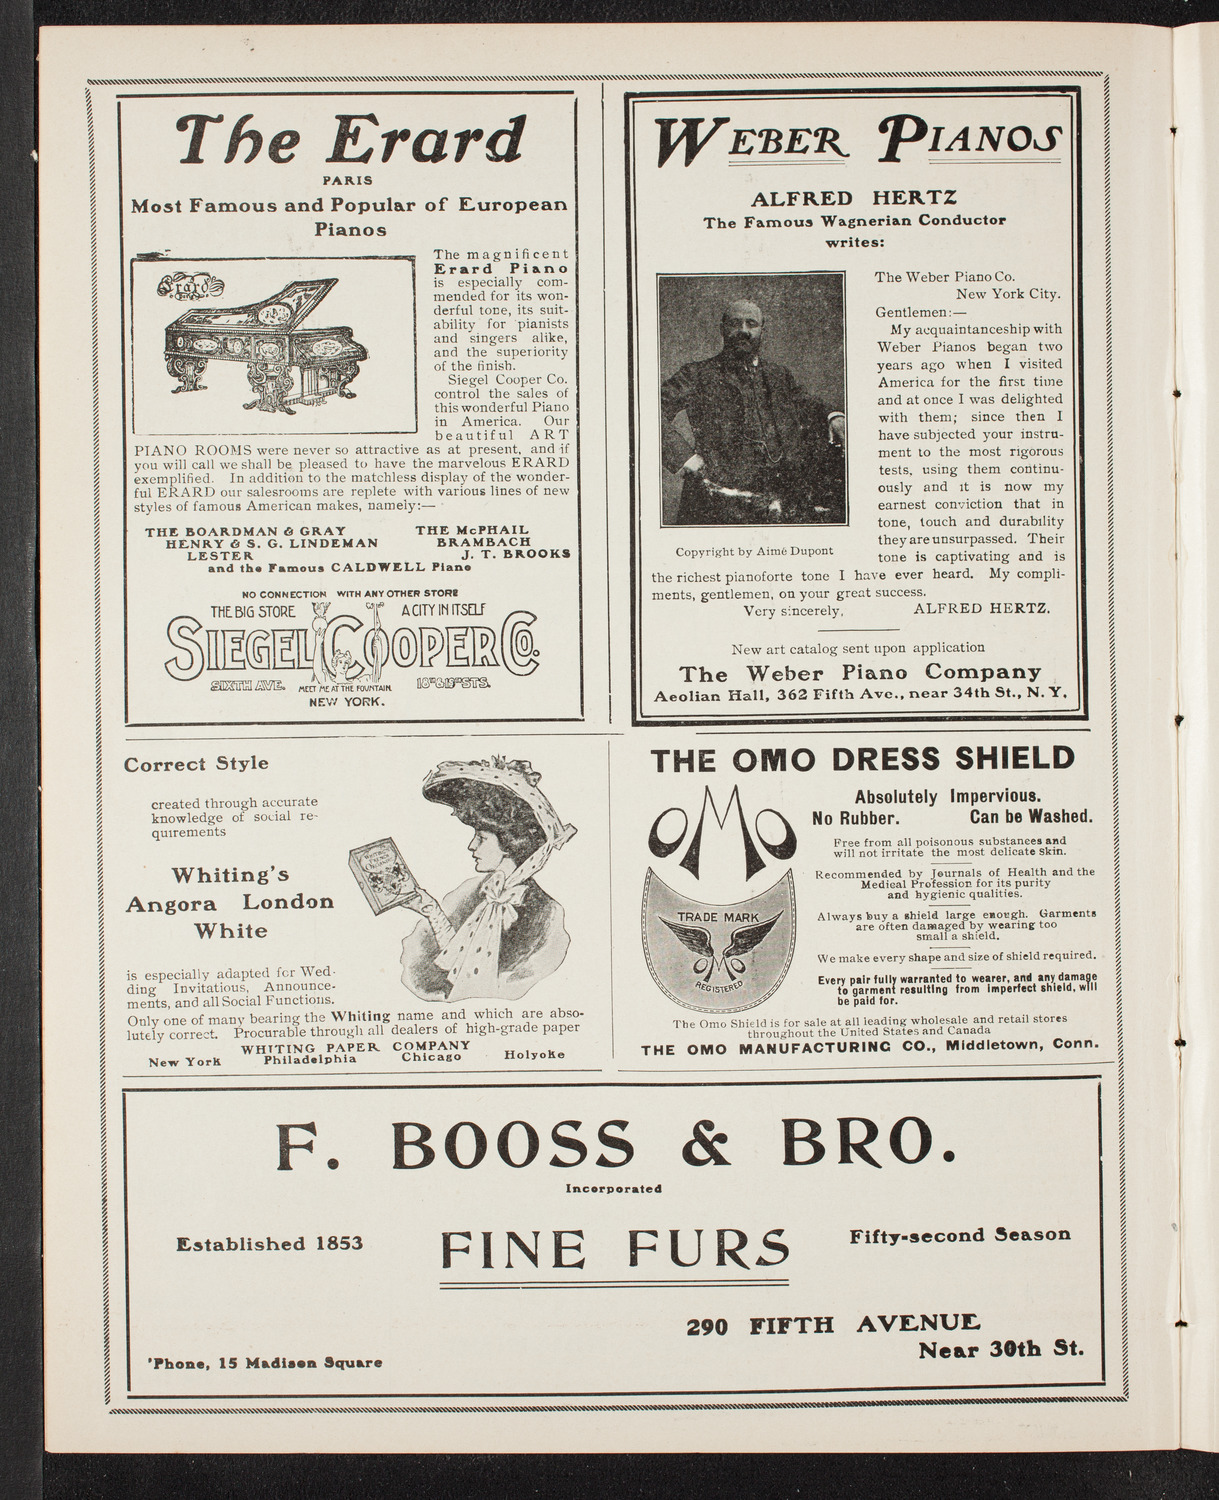 The Erard
PARIS
Most Famous and Popular of European
Pianos
Erard
The magnificent
Erard Piano
is especially com-
mended for its won-
derful tone, its suit-
ability for pianists
and singers alike,
and the superiority
of the finish.
Siegel Cooper Co.
control the sales of
this wonderful Piano
in America. Our
beautiful ART
PIANO ROOMS were never so attractive as at present, and if
you will call we shall be pleased to have the marvelous ERARD
exemplified. In addition to the matchless display of the wonder-
ful ERARD our salesrooms are replete with various lines of new
styles of famous American makes, namely:—
THE BOARDMAN & GRAY THE McPHAIL
HENRY & S. G. LINDEMAN BRAMBACH
LESTER J. T. BROOKS
and the Famous CALDWELL Piano
NO CONNECTION WITH ANY OTHER STORE
THE BIG STORE A CITY IN ITSELF
SIEGEL COOPER CO.
SIXTH AVE. MEET ME AT THE FOUNTAIN. 18TH & 19TH STS.
NEW YORK.
WEBER PIANOS
ALFRED HERTZ
The Famous Wagnerian Conductor
writes:
The Weber Piano Co.
New York City.
Gentlemen:—
My acquaintanceship with
Weber Pianos began two
years ago when I visited
America for the first time
and at once I was delighted
with them; since then I
have subjected your instru-
ment to the most rigorous
tests, using them continu-
ously and it is now my
earnest conviction that in
tone, touch and durability
they are unsurpassed. Their
tone is captivating and is
Copyright by Aimé Dupont
the richest pianoforte tone I have ever heard. My compli-
ments, gentlemen, on your great success.
Very sincerely, ALFRED HERTZ.
New art catalog sent upon application
The Weber Piano Company
Aeolian Hall, 362 Fifth Ave., near 34th St., N. Y.
Correct Style
created through accurate
knowledge of social re-
quirements
Whiting's
Angora London
White
is especially adapted for Wed-
ding Invitatious, Announce-
ments, and all Social Functions.
Only one of many bearing the Whiting name and which are abso-
lutely correct. Procurable through all dealers of high-grade paper
WHITING PAPER COMPANY
New York Philadelphia Chicago Holyoke
THE OMO DRESS SHIELD
OMO
TRADE MARK
OMO
REGISTERED
Absolutely Impervious.
No Rubber. Can be Washed.
Free from all poisonous substances and
will not irritate the most delicate skin.
Recommended by Journals of Health and the
Medical Profession for its purity
and hygienic qualities.
Always buy a shield large enough. Garments
are often damaged by wearing too
small a shield.
We make every shape and size of shield required.
Every pair fully warranted to wearer, and any damage
to garment resulting from imperfect shield, will
be paid for.
The Omo Shield is for sale at all leading wholesale and retail stores
throughout the United States and Canada
THE OMO MANUFACTURING CO., Middletown, Conn.
F. BOOSS & BRO.
Incorporated
Established 1853 FINE FURS Fifty-second Season
290 FIFTH AVENUE
Near 30th St.
'Phone, 15 Madison Square